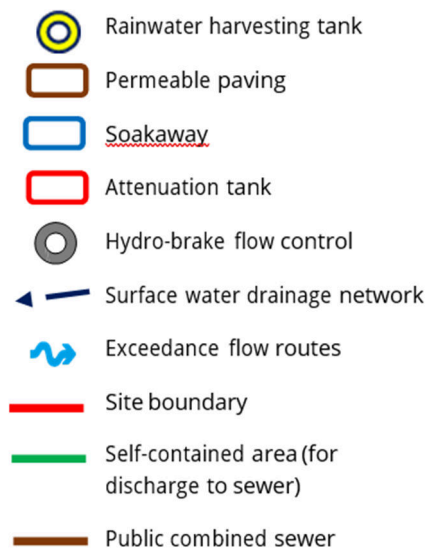 Rainwater harvesting tank
Permeable paving
Soakaway
Attenuation tank
Hydro-brake flow control
Surface water drainage network
Exceedance flow routes
Site boundary
Self-contained area (for
discharge to sewer)
Public combined sewer